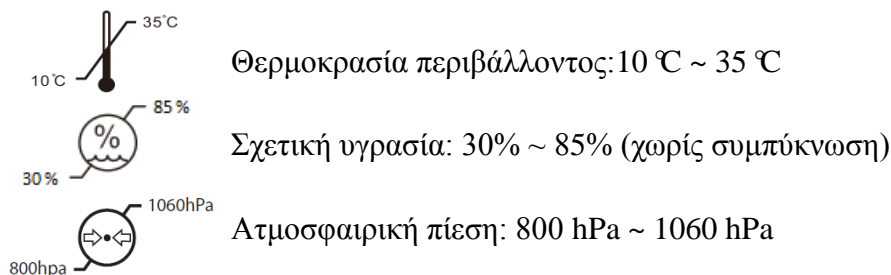 35°C
10°C
Θερμοκρασία περιβάλλοντος:10 ℃ ~ 35 ℃
85 %
%
30 %
Σχετική υγρασία: 30% ~ 85% (χωρίς συμπύκνωση)
1060hPa
800hpa
Ατμοσφαιρική πίεση: 800 hPa ~ 1060 hPa